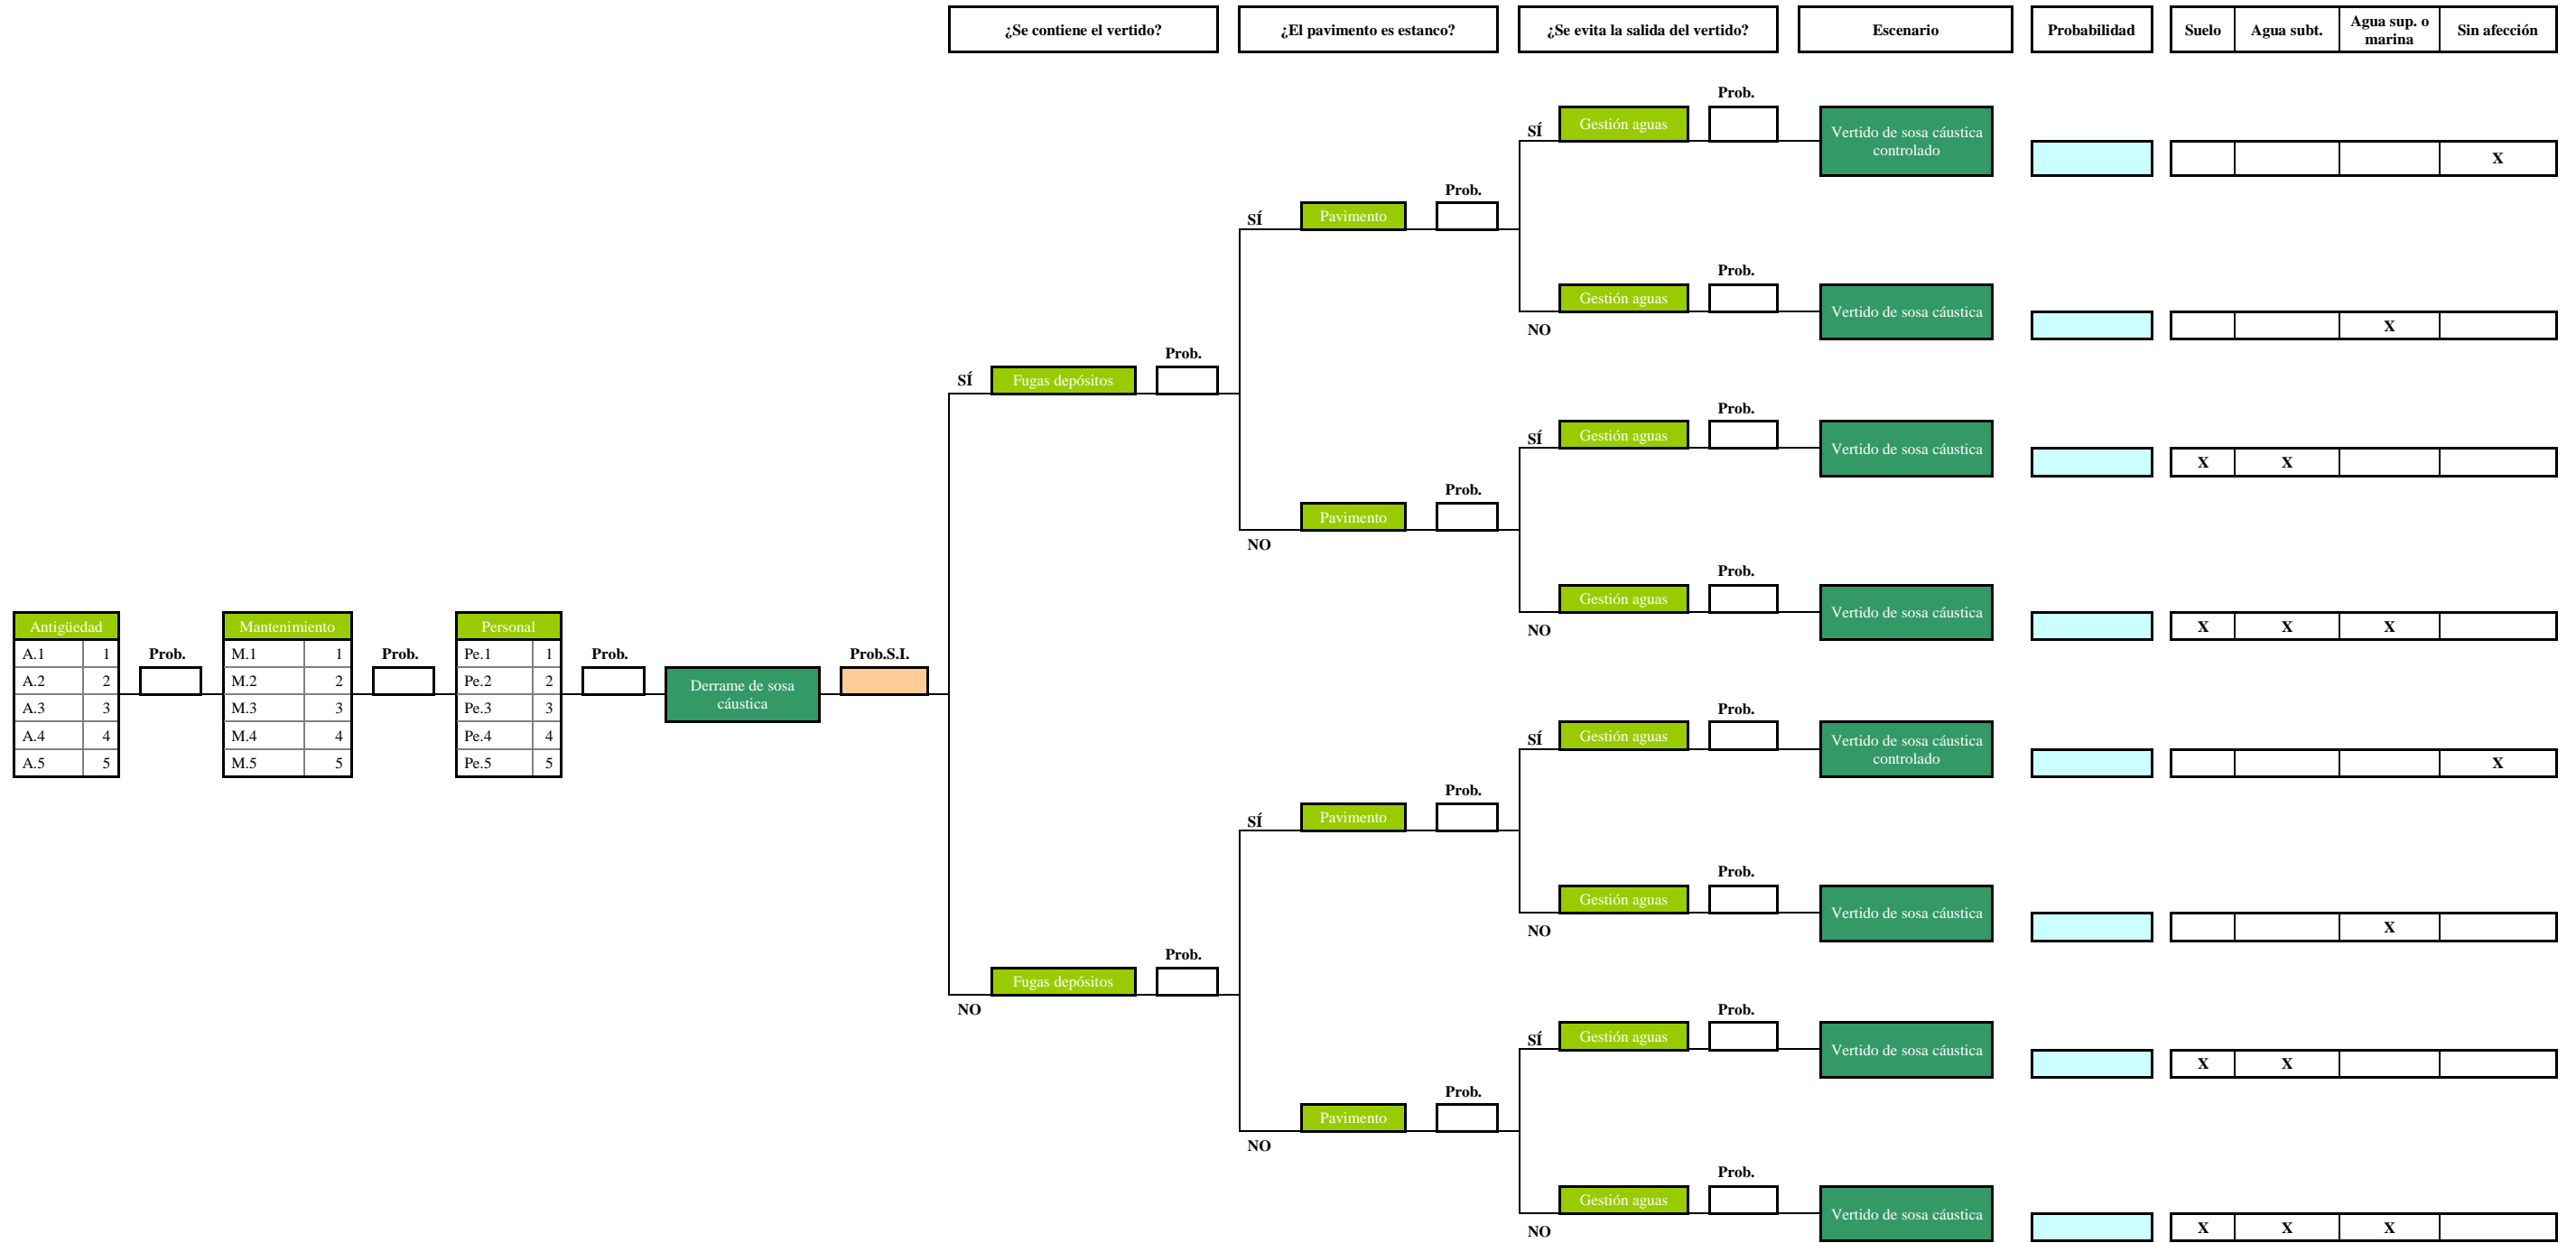 ¿Se contiene el vertido?
¿El pavimento es estanco?
¿Se evita la salida del vertido?
Escenario
Probabilidad
Suelo
Agua subt.
Agua sup. o
marina
Sin afección
Prob.
SÍ
Gestión aguas
Vertido de sosa cáustica
controlado
X
Prob.
SÍ
Pavimento
Prob.
Gestión aguas
Vertido de sosa cáustica
NO
X
Prob.
SÍ
Fugas depósitos
Prob.
SÍ
Gestión aguas
Vertido de sosa cáustica
X
X
Prob.
Pavimento
NO
Prob.
Gestión aguas
Vertido de sosa cáustica
NO
X
X
X
Antigüedad
A.1 1
A.2 2
A.3 3
A.4 4
A.5 5
Prob.
Mantenimiento
M.1 1
M.2 2
M.3 3
M.4 4
M.5 5
Prob.
Personal
Pe.1 1
Pe.2 2
Pe.3 3
Pe.4 4
Pe.5 5
Prob.
Derrame de sosa
cáustica
Prob.S.I.
Prob.
SÍ
Gestión aguas
Vertido de sosa cáustica
controlado
X
Prob.
SÍ
Pavimento
Prob.
Gestión aguas
Vertido de sosa cáustica
NO
X
Prob.
Fugas depósitos
NO
Prob.
SÍ
Gestión aguas
Vertido de sosa cáustica
X
X
Prob.
Pavimento
NO
Prob.
Gestión aguas
Vertido de sosa cáustica
NO
X
X
X